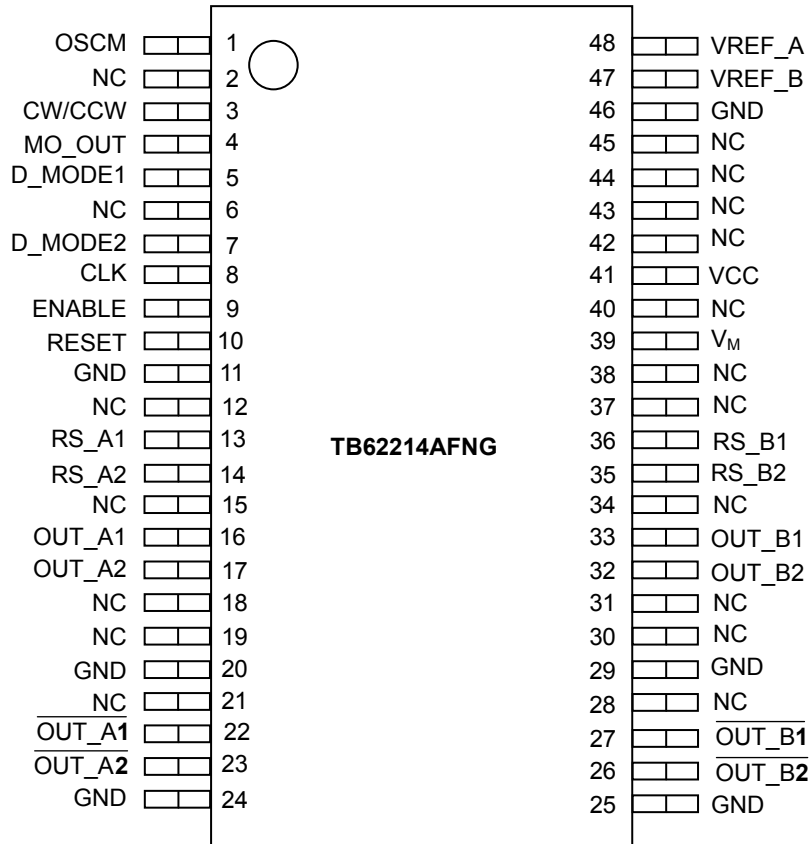 OSCM 1 48 VREF_A
NC 2 47 VREF_B
CW/CCW 3 46 GND
MO_OUT 4 45 NC
D_MODE1 5 44 NC
NC 6 43 NC
D_MODE2 7 42 NC
CLK 8 41 VCC
ENABLE 9 40 NC
RESET 10 39 VM
GND 11 38 NC
NC 12 37 NC
RS_A1 13 36 RS_B1
TB62214AFNG
RS_A2 14 35 RS_B2
NC 15 34 NC
OUT_A1 16 33 OUT_B1
OUT_A2 17 32 OUT_B2
NC 18 31 NC
NC 19 30 NC
GND 20 29 GND
NC 21 28 NC
OUT_A1 22 27 OUT_B1
OUT_A2 23 26 OUT_B2
GND 24 25 GND